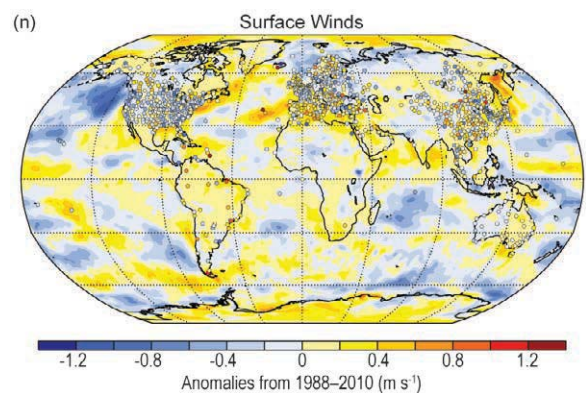 (n)
Surface Winds
-1.2 -0.8 -0.4 0 0.4 0.8 1.2
Anomalies from 1988–2010 (m s⁻¹)